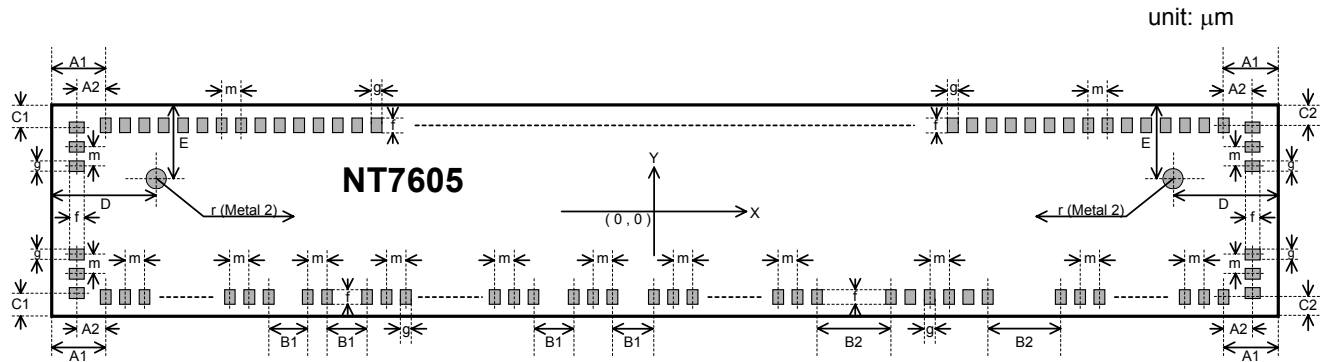 unit: μm
A1 A1
A2 m g g m A2
C1 C2
f f
m E E m
g g
NT7605
Y
D r (Metal 2) (0,0) X r (Metal 2) D
f f
g m m g
m m m m m m m m m m
C1 f f C2
A2 B1 B1 g B1 B1 B2 g B2 A2
A1 A1